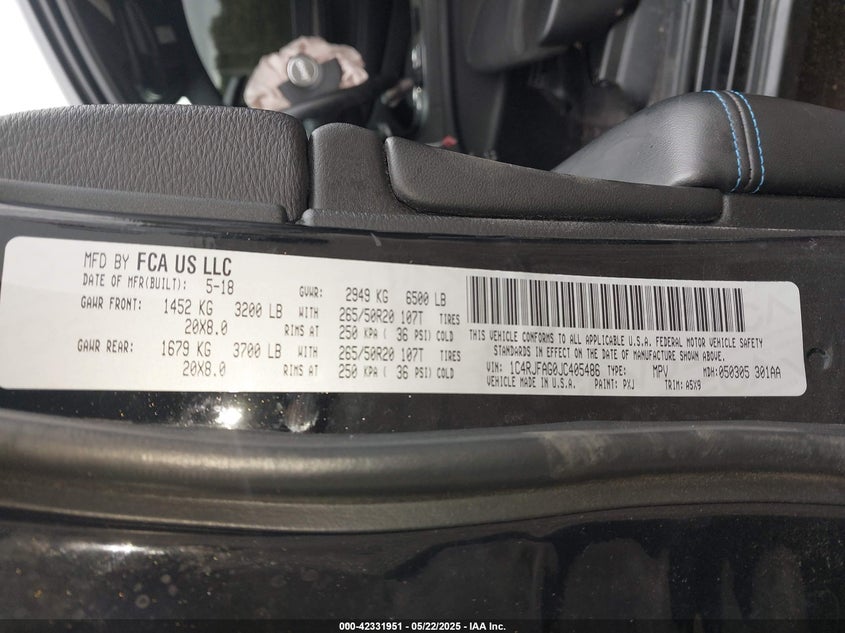 MFD BY FCA US LLC
DATE OF MFR(BUILT): 5-18 GVWR: 2949 KG 6500 LB
GAWR FRONT: 1452 KG 3200 LB WITH 265/50R20 107T TIRES
20X8.0 RIMS AT 250 KPA ( 36 PSI) COLD
GAWR REAR: 1679 KG 3700 LB WITH 265/50R20 107T TIRES
20X8.0 RIMS AT 250 KPA ( 36 PSI) COLD
THIS VEHICLE CONFORMS TO ALL APPLICABLE U.S.A. FEDERAL MOTOR VEHICLE SAFETY
STANDARDS IN EFFECT ON THE DATE OF MANUFACTURE SHOWN ABOVE.
VIN: 1C4RJFAG0JC405486 TYPE: MPV MDH:050305 301AA
VEHICLE MADE IN U.S.A. PAINT: PXJ TRIM: A5X9
000-42331951 - 05/22/2025 - IAA Inc.